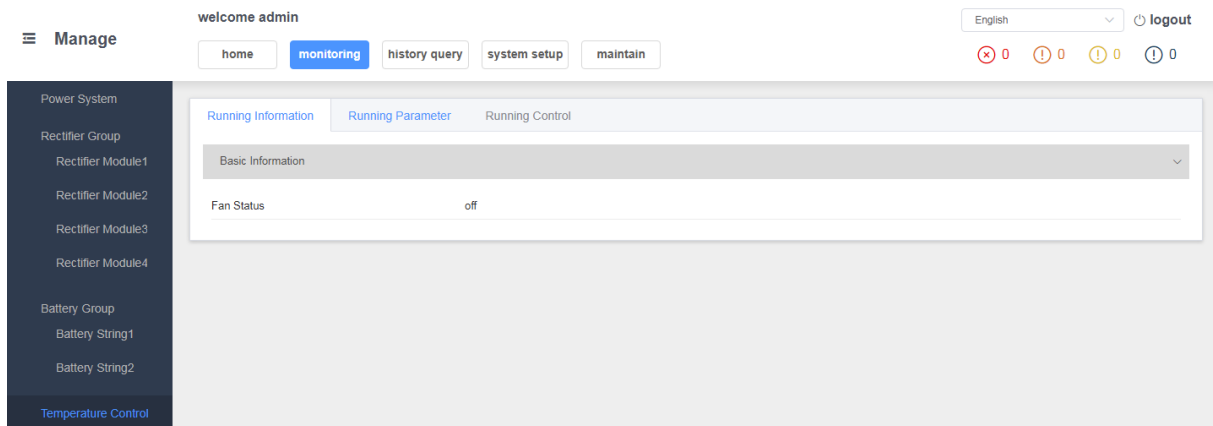 welcome admin
English
logout
Manage
home
monitoring
history query
system setup
maintain
0
0
0
0
Power System
Rectifier Group
Rectifier Module1
Rectifier Module2
Rectifier Module3
Rectifier Module4
Battery Group
Battery String1
Battery String2
Temperature Control
Running Information
Running Parameter
Running Control
Basic Information
Fan Status off